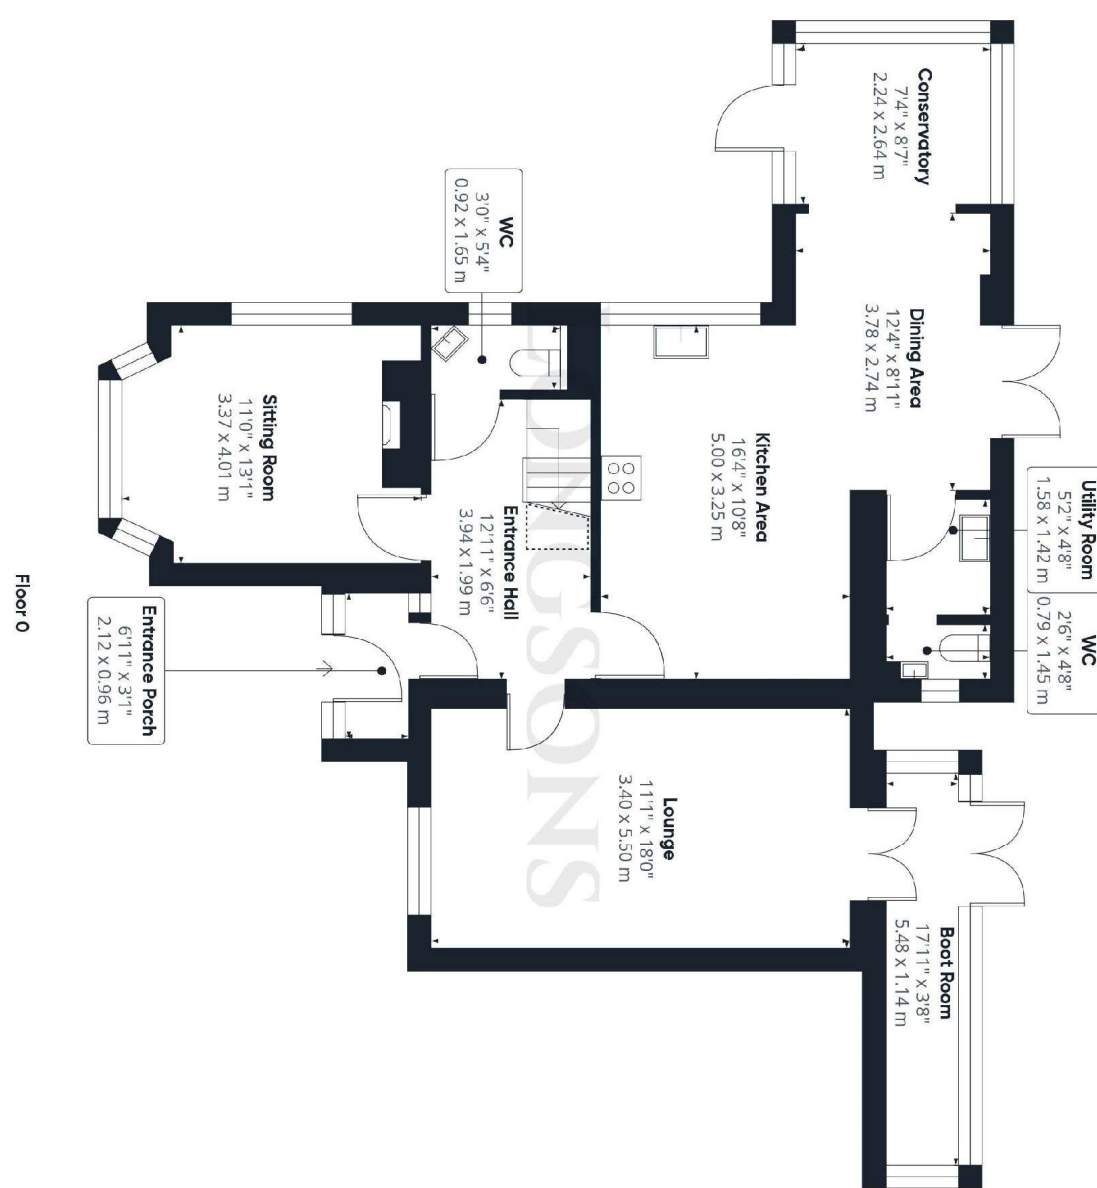 Conservatory
7'4" x 8'7"
2.24 x 2.64 m
Dining Area
12'4" x 8'11"
3.78 x 2.74 m
WC
3'0" x 5'4"
0.92 x 1.65 m
Kitchen Area
16'4" x 10'8"
5.00 x 3.25 m
Utility Room
5'2" x 4'8"
1.58 x 1.42 m
WC
2'6" x 4'8"
0.79 x 1.45 m
Sitting Room
11'0" x 13'1"
3.37 x 4.01 m
Entrance Hall
12'11" x 6'6"
3.94 x 1.99 m
Entrance Porch
6'11" x 3'1"
2.12 x 0.96 m
Lounge
11'1" x 18'0"
3.40 x 5.50 m
Boot Room
17'11" x 3'8"
5.48 x 1.14 m
LONGSONS
Floor 0